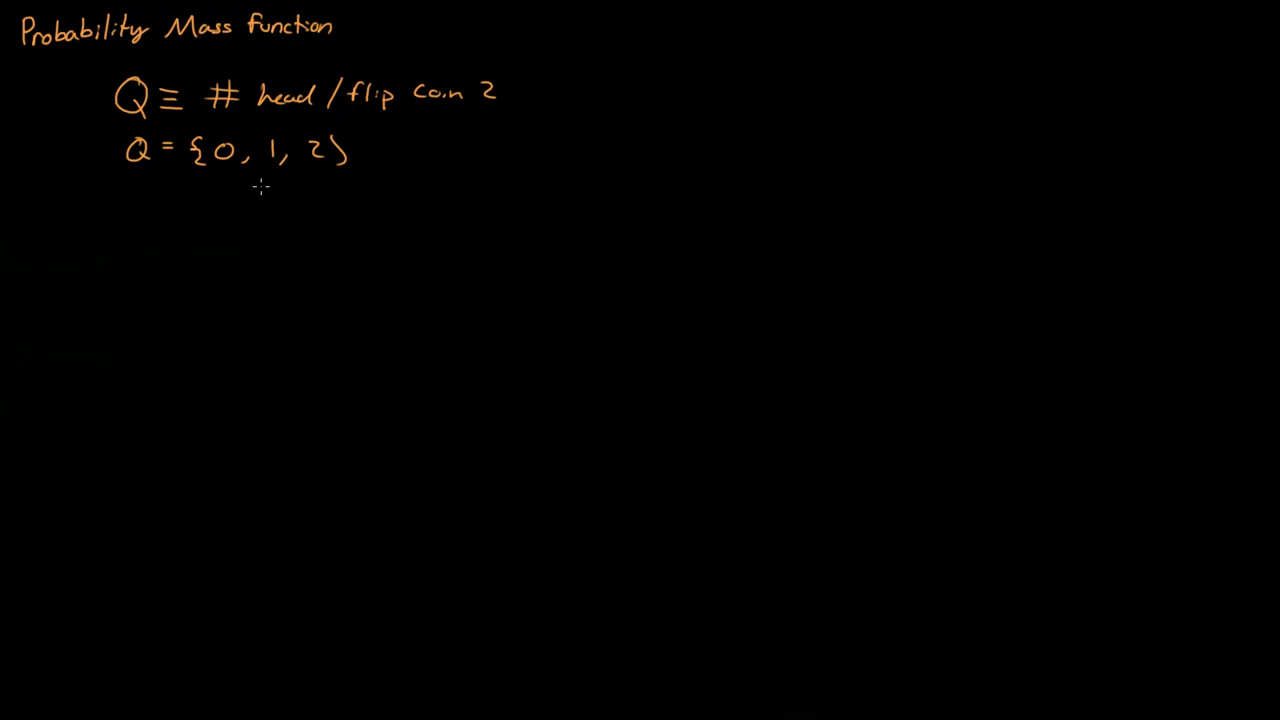 Probability Mass Function
Q ≡ # head/flip coin 2
Q = {0, 1, 2}